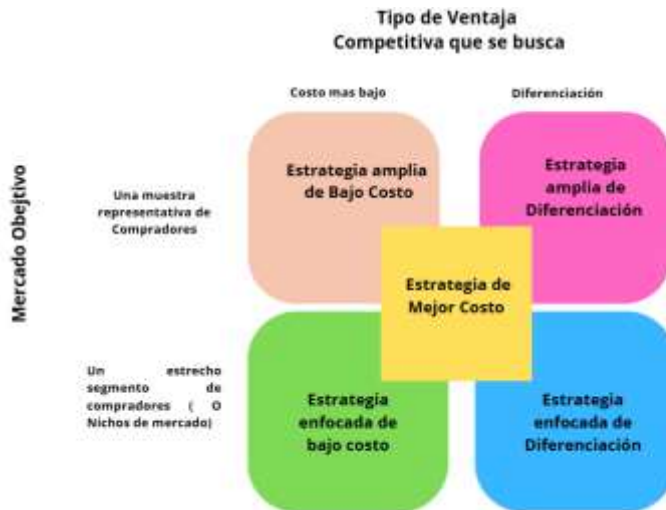 Tipo de Ventaja
Competitiva que se busca
Costo mas bajo
Diferenciación
Mercado Obejtivo
Una muestra
representativa de
Compradores
Estrategia amplia
de Bajo Costo
Estrategia
amplia de
Diferenciación
Estrategia de
Mejor Costo
Un estrecho
segmento de
compradores ( O
Nichos de mercado)
Estrategia
enfocada de
bajo costo
Estrategia
enfocada de
Diferenciación